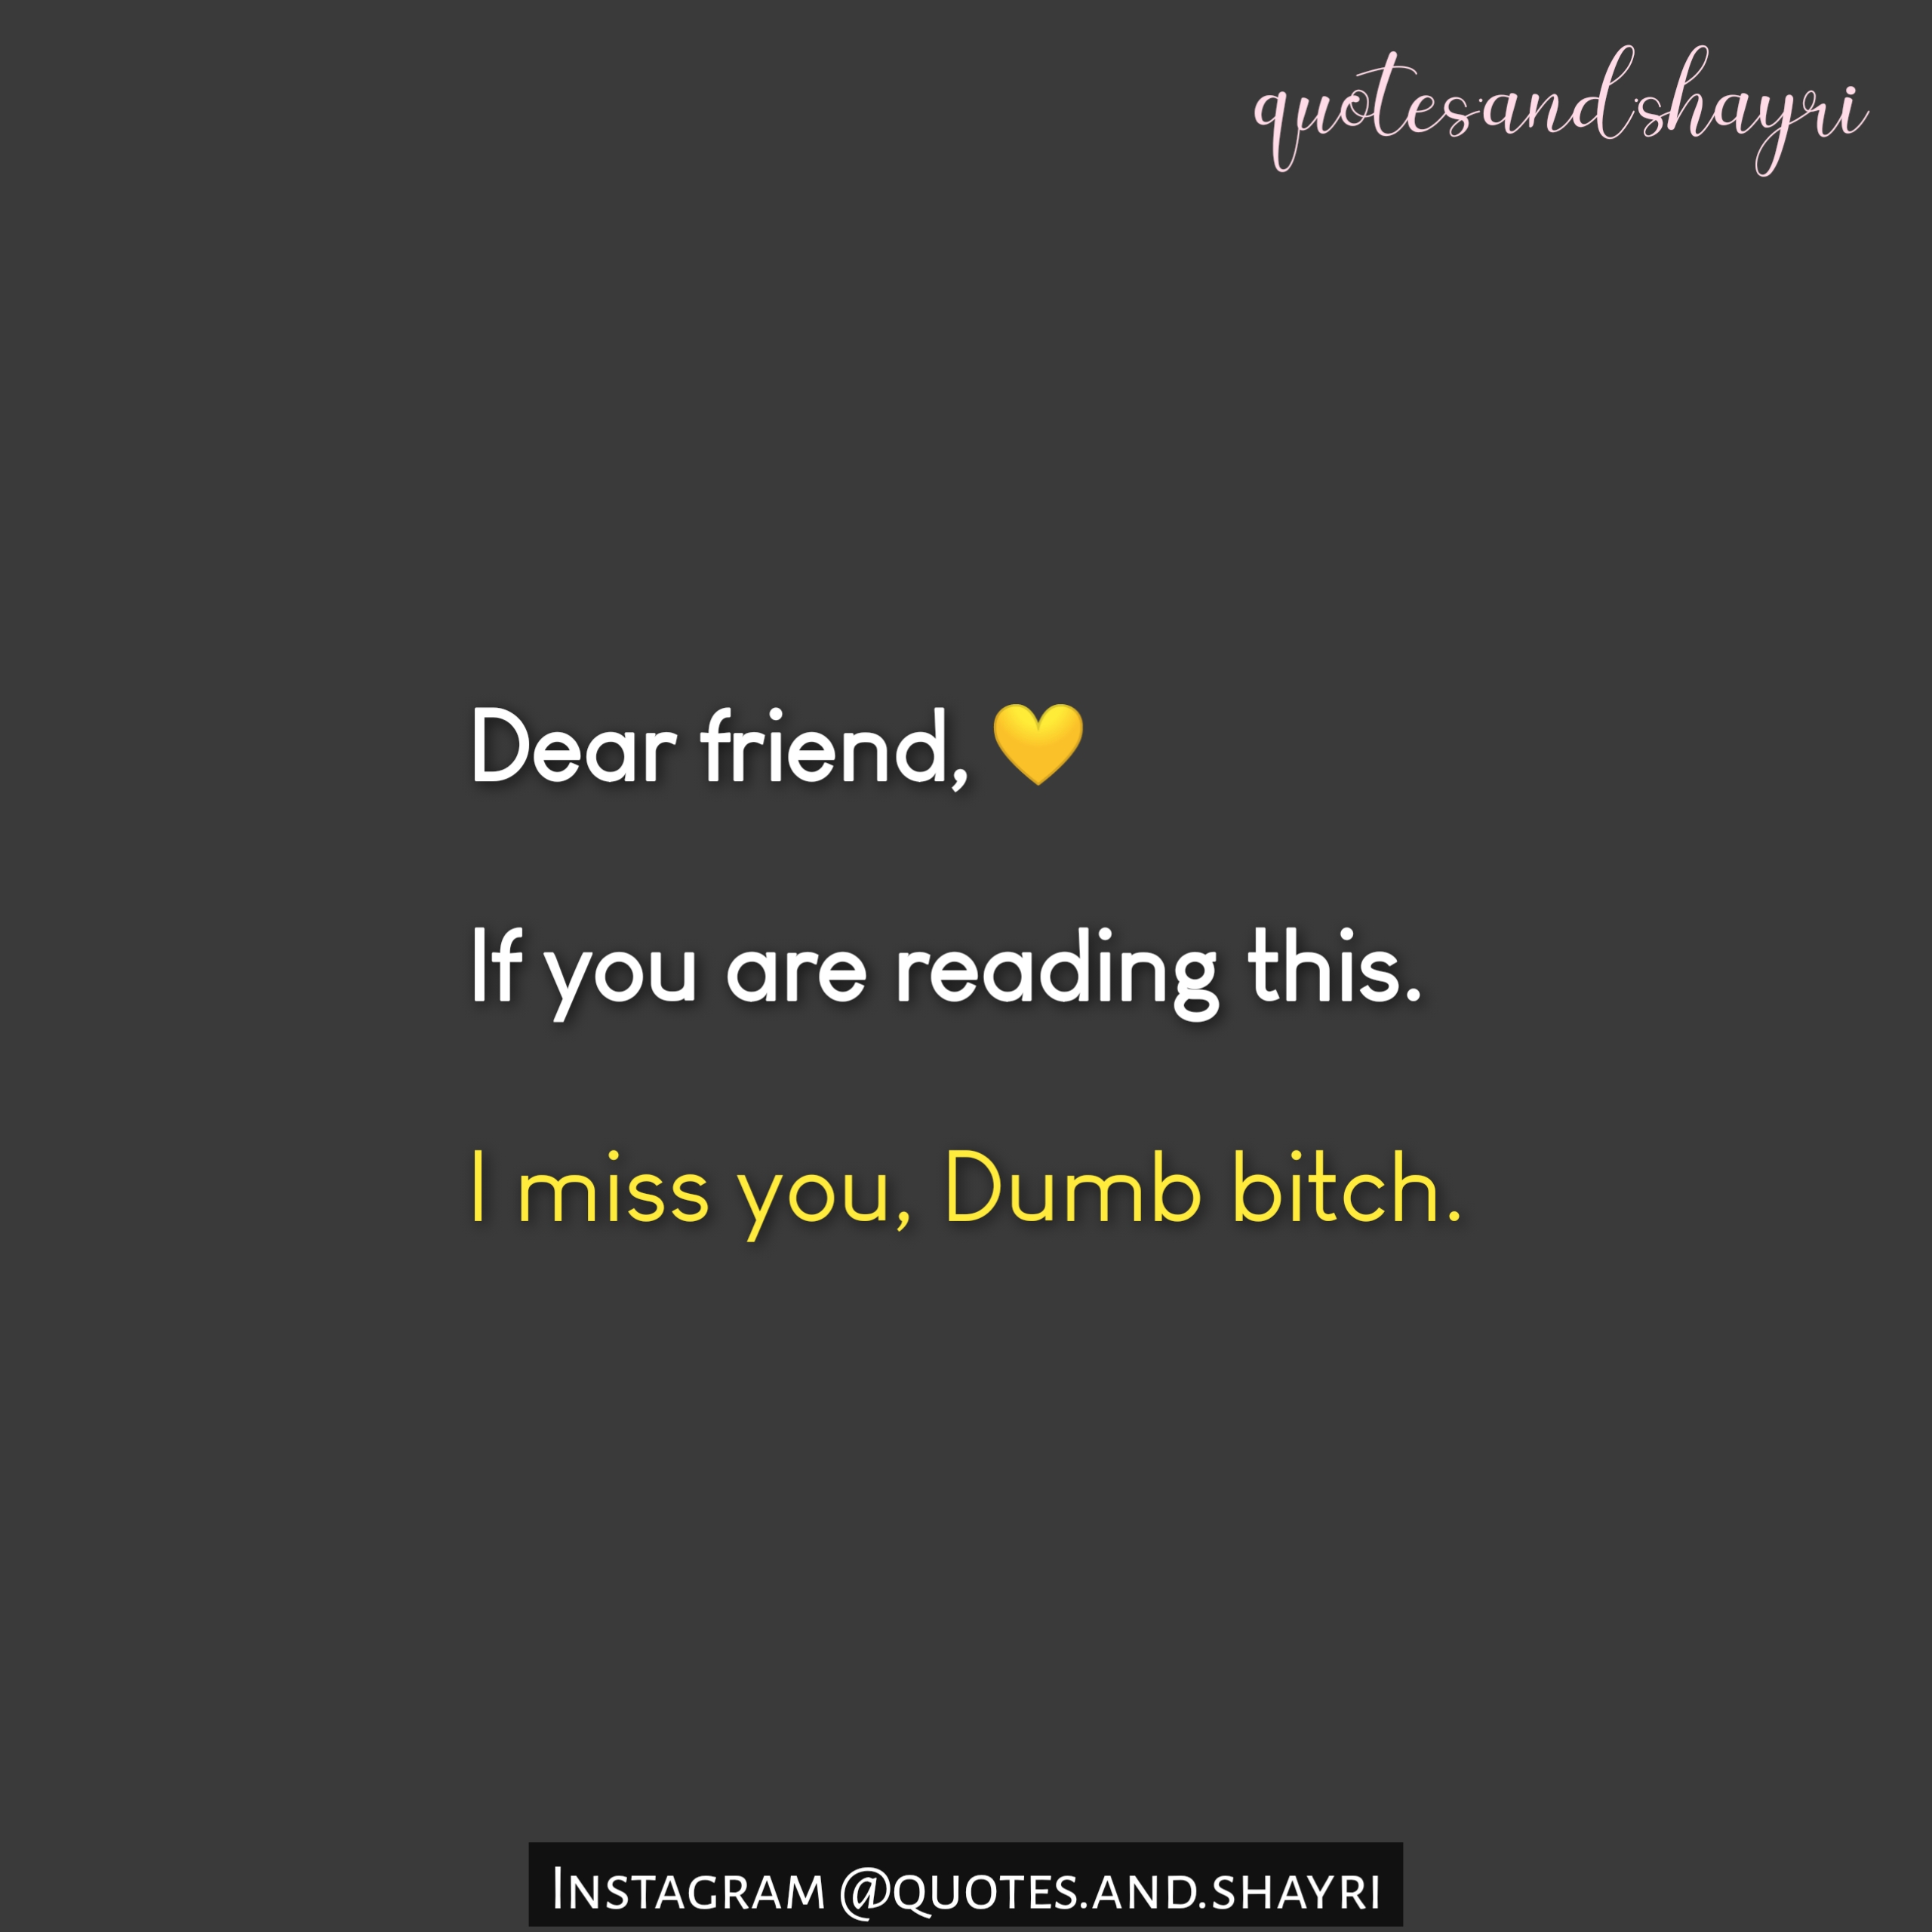 quotes.and.shayri
Dear friend, 💛
If you are reading this.
I miss you, Dumb bitch.
Instagram @quotes.and.shayri